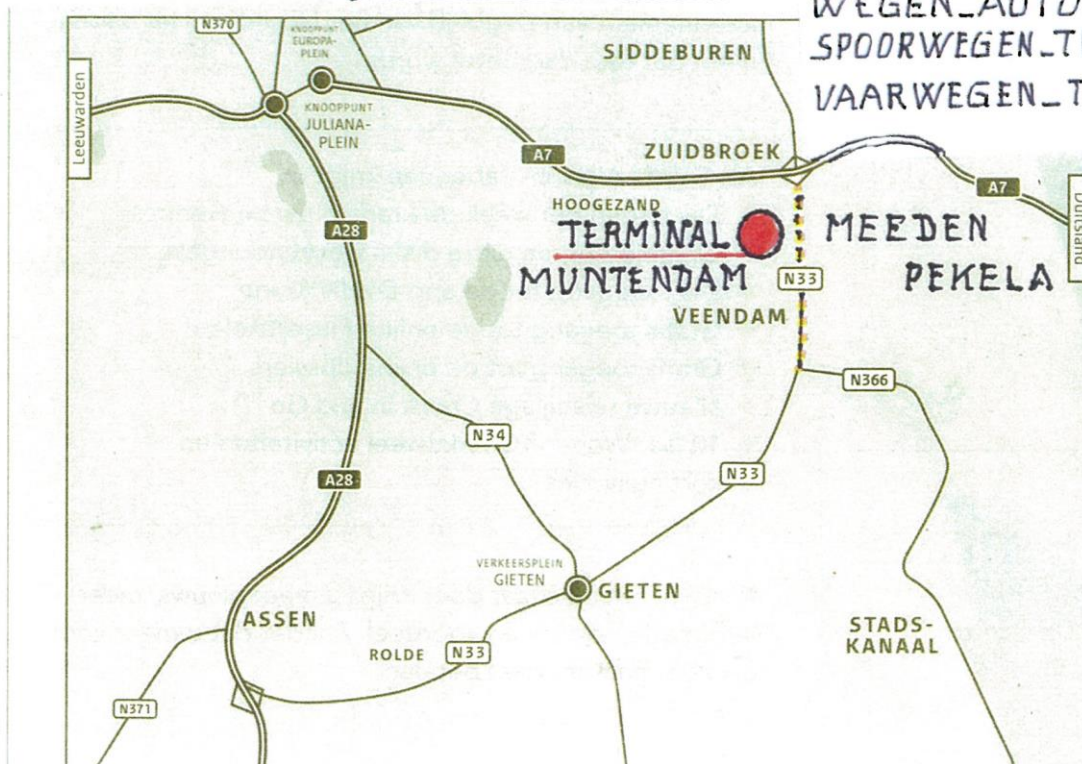 WEGEN_AUTO
SPOORWEGEN_T
VAARWEGEN_T
N370
KNOOPPUNT
EUROPA-
PLEIN
SIDDEBUREN
Leeuwarden
KNOOPPUNT
JULIANA-
PLEIN
A7
ZUIDBROEK
A7
Duitsland
HOOGEZAND
A28
TERMINAL
MEEDEN
MUNTENDAM
N33
PEKELA
VEENDAM
N366
N34
N33
A28
VERKEERSPLEIN
GIETEN
GIETEN
ASSEN
STADS-
KANAAL
ROLDE
N33
N371